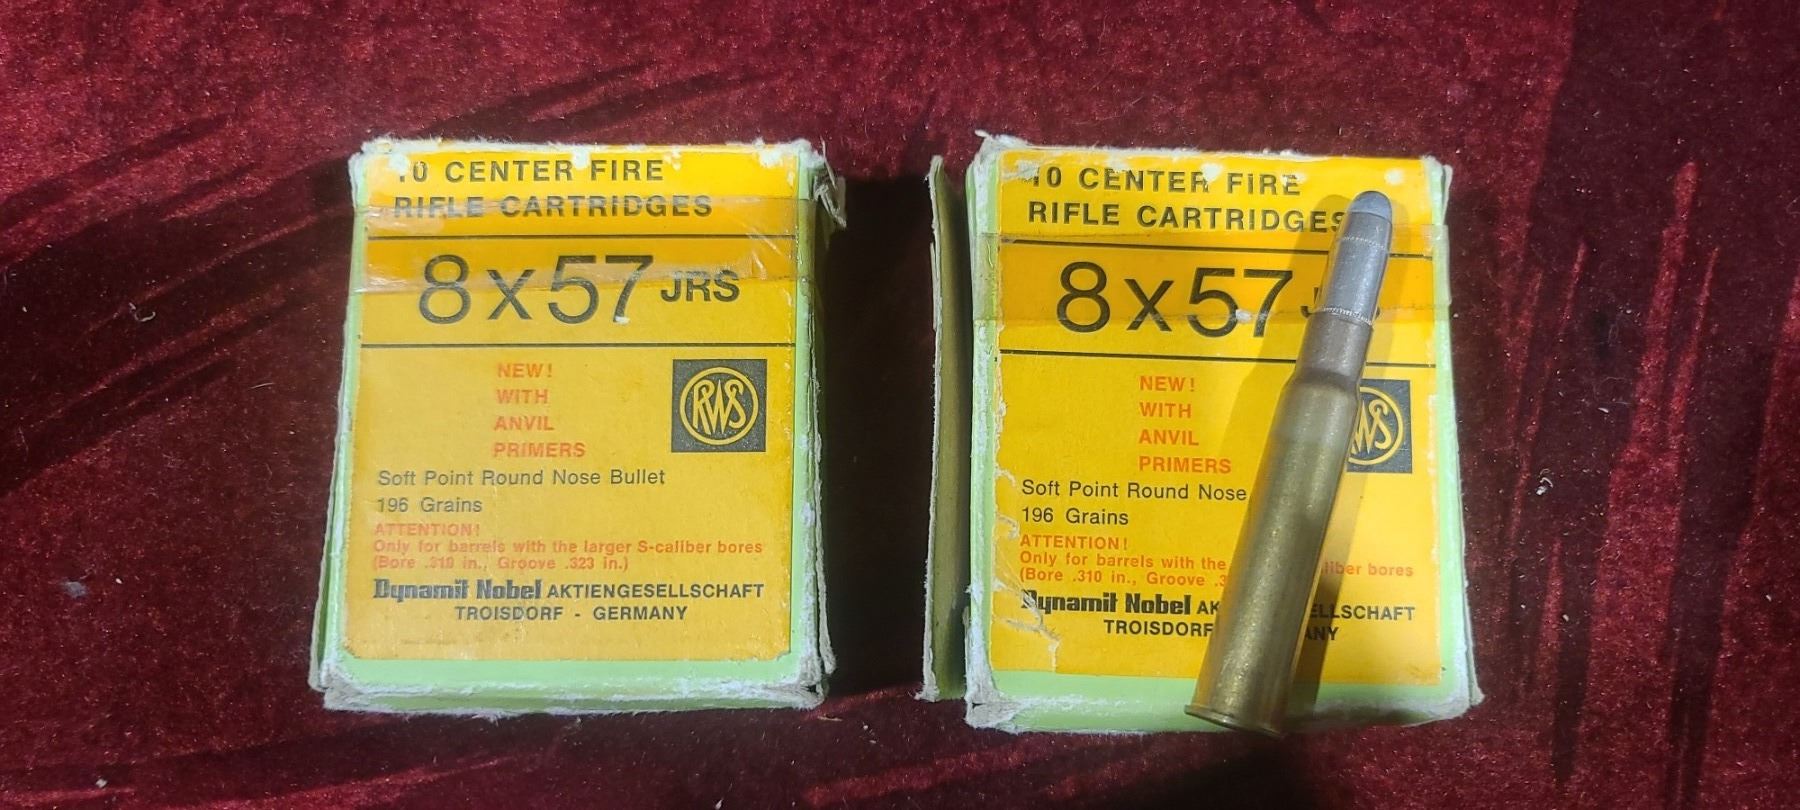 10 CENTER FIRE
RIFLE CARTRIDGES
8x57 JRS
NEW!
WITH
ANVIL
PRIMERS
RWS
Soft Point Round Nose Bullet
196 Grains
ATTENTION!
Only for barrels with the larger S-caliber bores
(Bore .310 in., Groove .323 in.)
Dynamit Nobel AKTIENGESELLSCHAFT
TROISDORF - GERMANY
10 CENTER FIRE
RIFLE CARTRIDGES
8x57
NEW!
WITH
ANVIL
PRIMERS
RWS
Soft Point Round Nose
196 Grains
ATTENTION!
Only for barrels with the bores
(Bore .310 in., Groove
Dynamit Nobel
TROISDORF